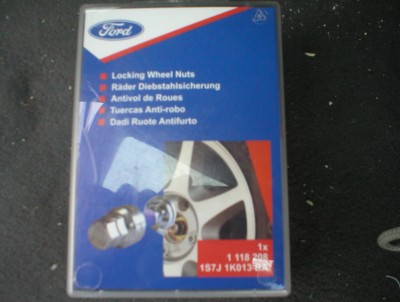 Ford
Locking Wheel Nuts
Räder Diebstahlsicherung
Antivol de Roues
Tuercas Anti-robo
Dadi Ruote Antifurto
1x
1 118 208
1S7J 1K013